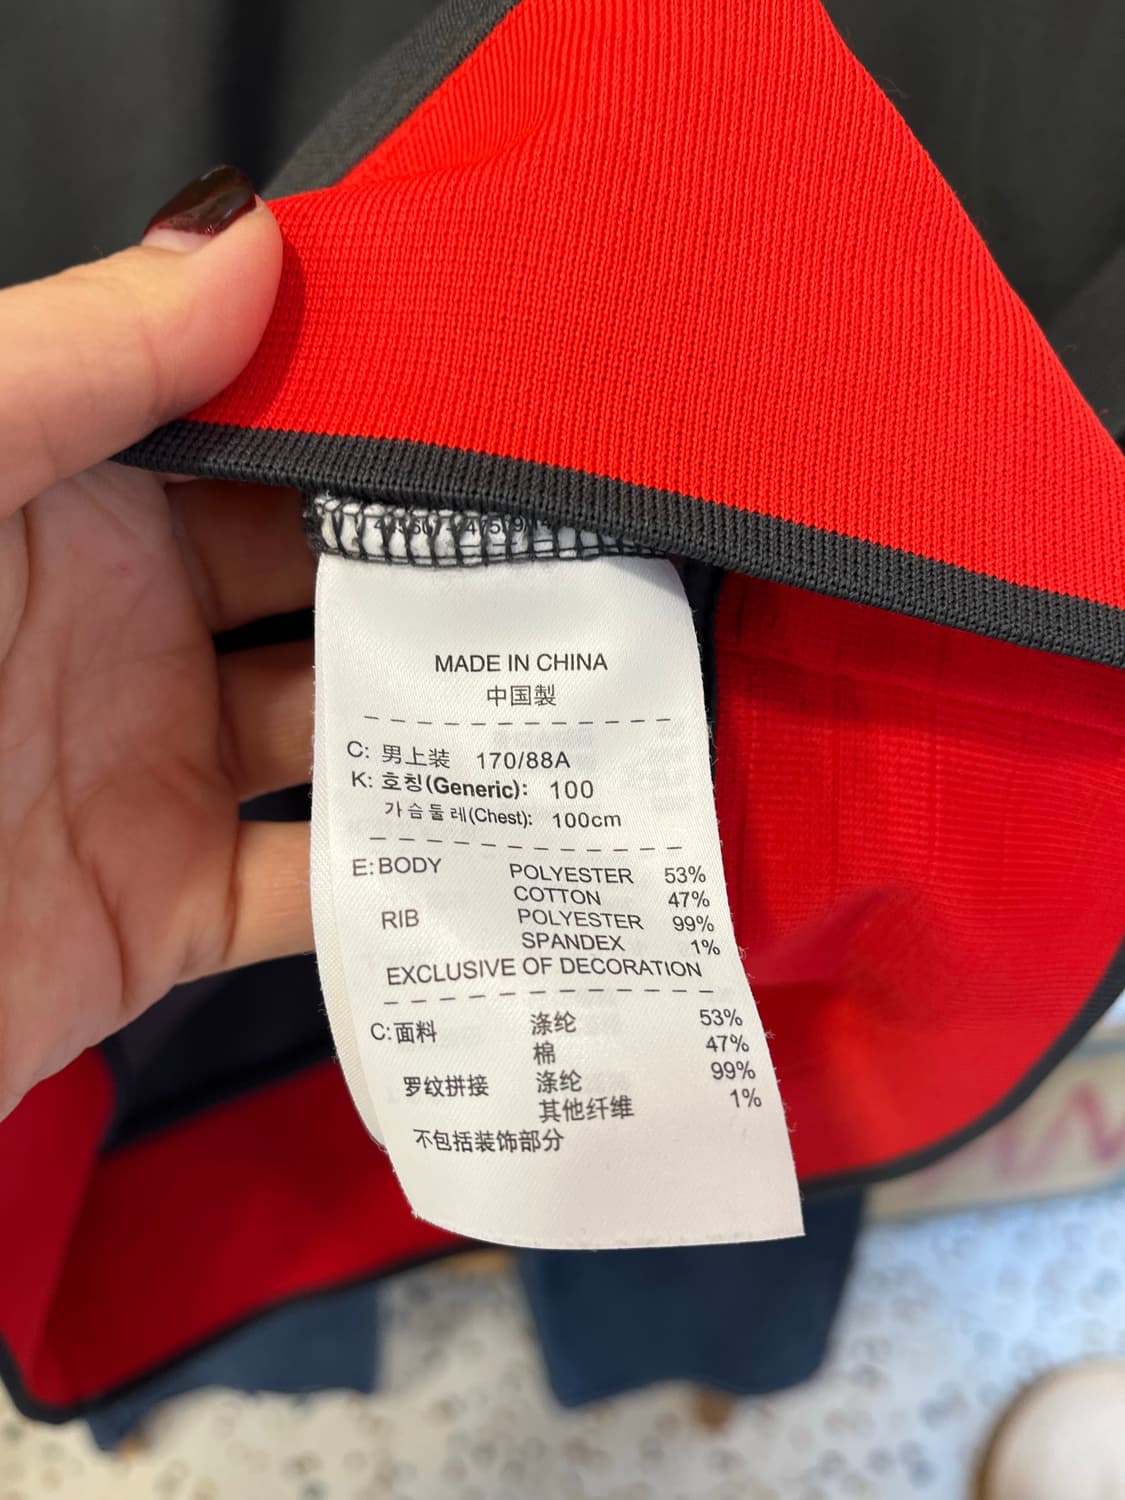 MADE IN CHINA
中国製
C: 男上装 170/88A
K: 호칭(Generic): 100
가슴둘레(Chest): 100cm
E: BODY POLYESTER 53%
COTTON 47%
RIB POLYESTER 99%
SPANDEX 1%
EXCLUSIVE OF DECORATION
C: 面料 涤纶 53%
棉 47%
罗纹拼接 涤纶 99%
其他纤维 1%
不包括装饰部分